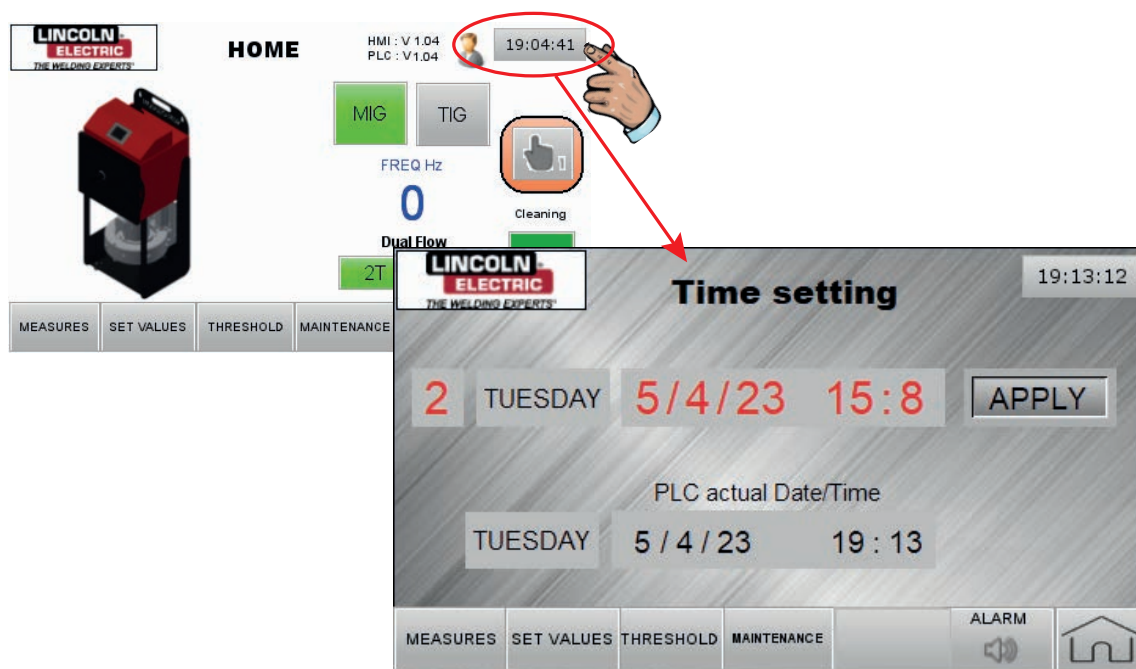 LINCOLN
ELECTRIC
THE WELDING EXPERTS
HOME
HMI : V 1.04
PLC : V1.04
19:04:41
MIG
TIG
FREQ Hz
0
Cleaning
Dual Flow
2T
MEASURES
SET VALUES
THRESHOLD
MAINTENANCE
LINCOLN
ELECTRIC
THE WELDING EXPERTS
Time setting
19:13:12
2 TUESDAY 5/4/23 15:8 APPLY
PLC actual Date/Time
TUESDAY 5 / 4 / 23 19 : 13
MEASURES
SET VALUES
THRESHOLD
MAINTENANCE
ALARM